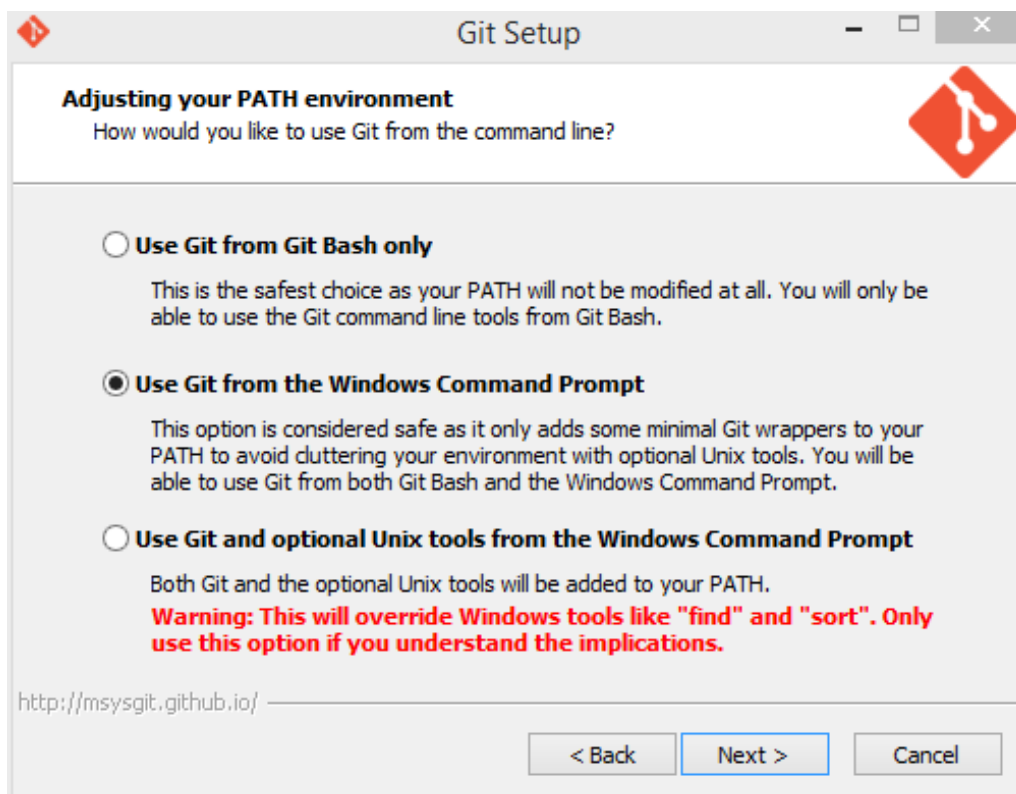 Git Setup
Adjusting your PATH environment
How would you like to use Git from the command line?
Use Git from Git Bash only
This is the safest choice as your PATH will not be modified at all. You will only be
able to use the Git command line tools from Git Bash.
Use Git from the Windows Command Prompt
This option is considered safe as it only adds some minimal Git wrappers to your
PATH to avoid cluttering your environment with optional Unix tools. You will be
able to use Git from both Git Bash and the Windows Command Prompt.
Use Git and optional Unix tools from the Windows Command Prompt
Both Git and the optional Unix tools will be added to your PATH.
Warning: This will override Windows tools like "find" and "sort". Only
use this option if you understand the implications.
http://msysgit.github.io/
< Back
Next >
Cancel